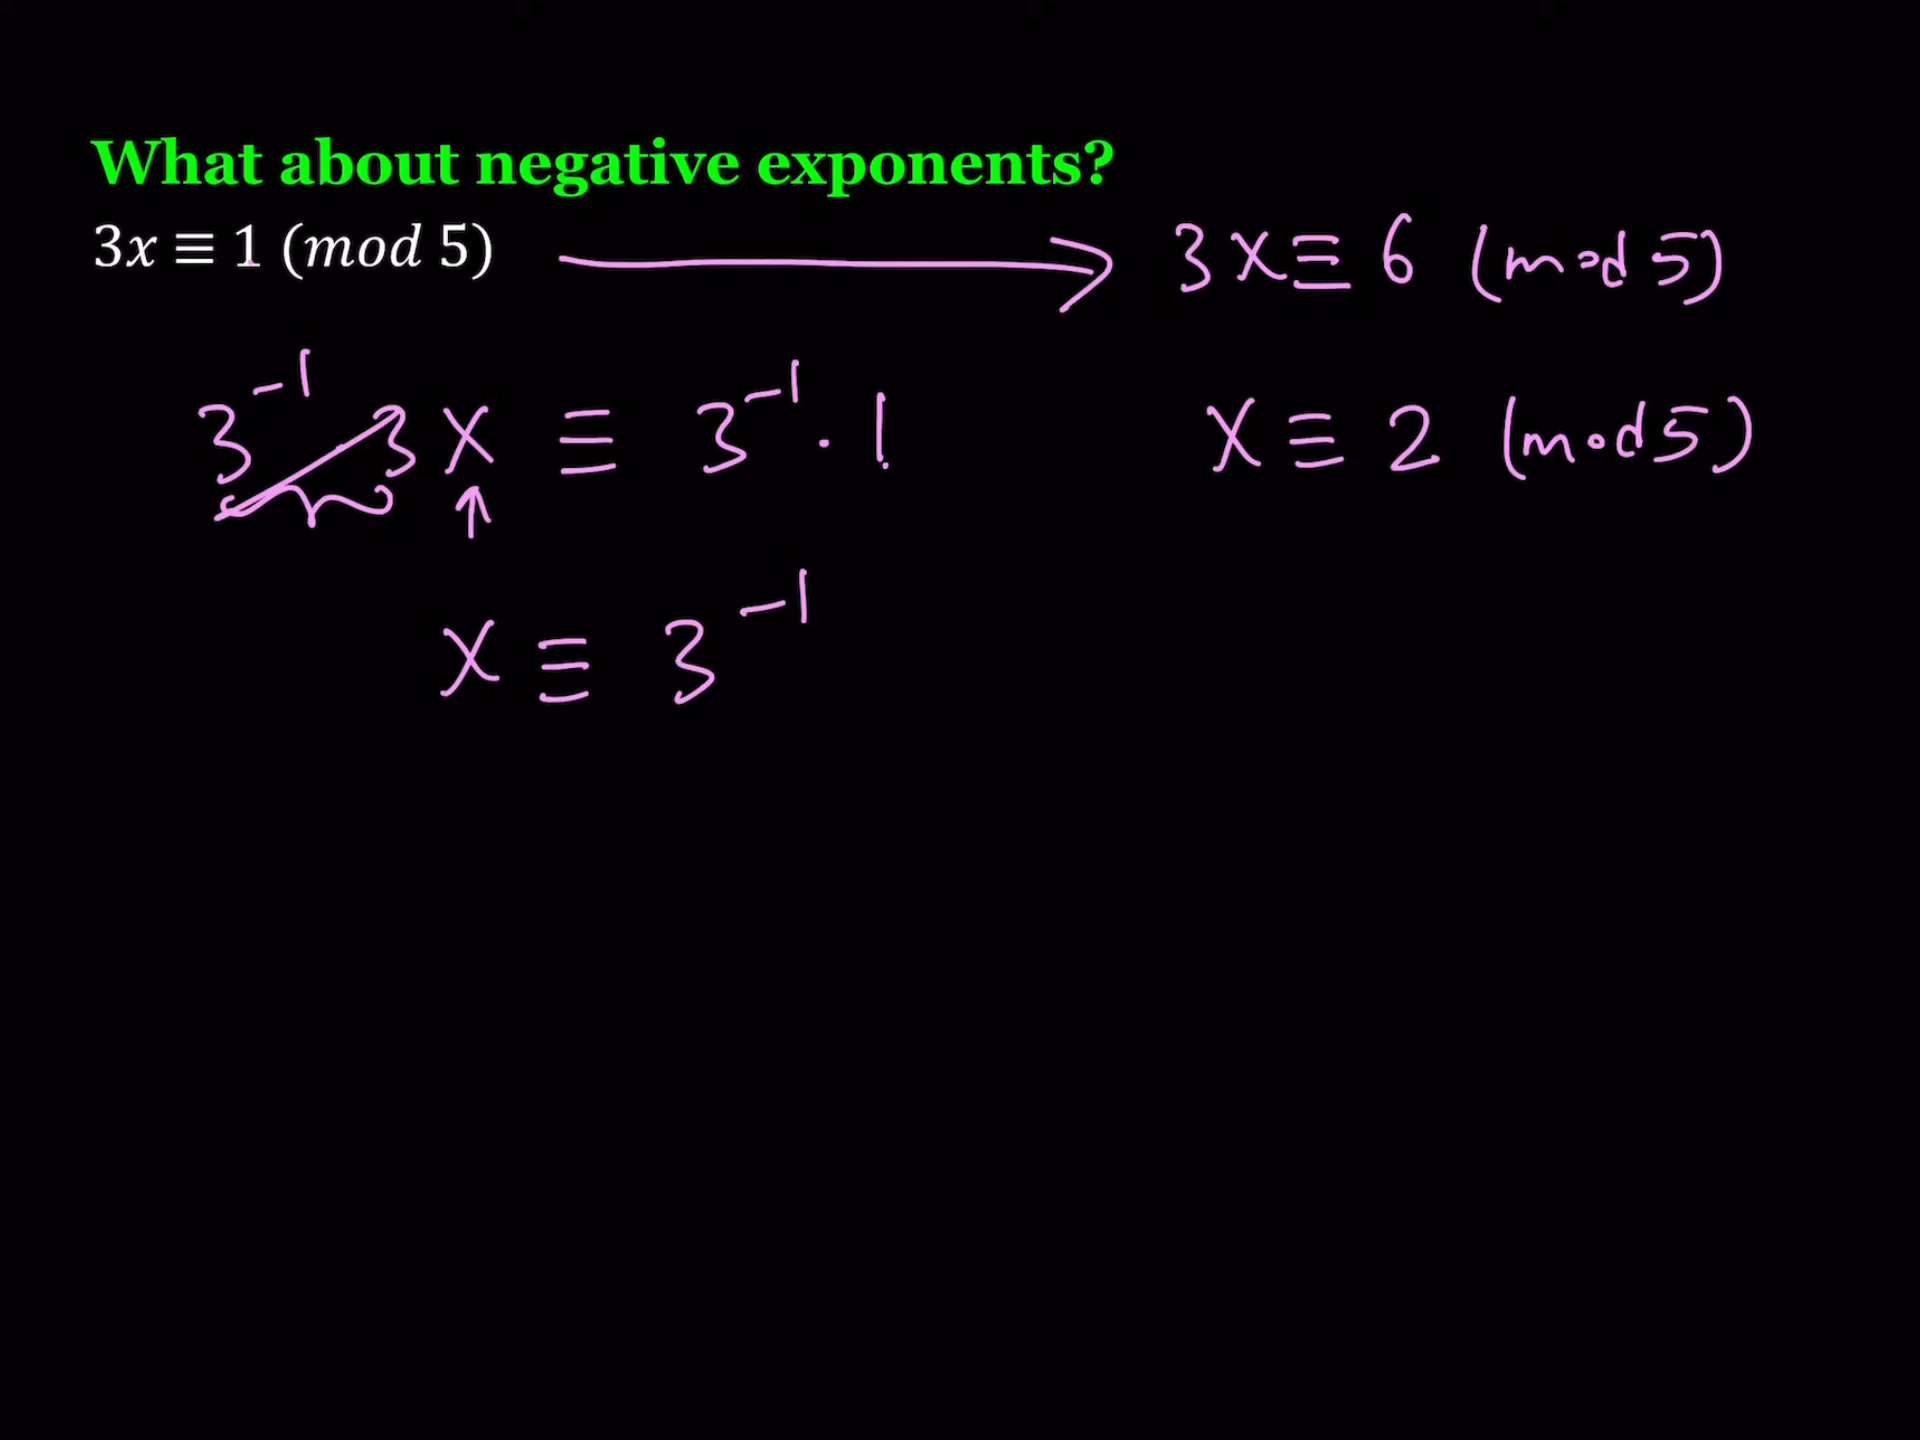 What about negative exponents?
3x ≡ 1 (mod 5) → 3x ≡ 6 (mod 5)
3⁻¹ 3x ≡ 3⁻¹ · 1
x ≡ 2 (mod 5)
x ≡ 3⁻¹